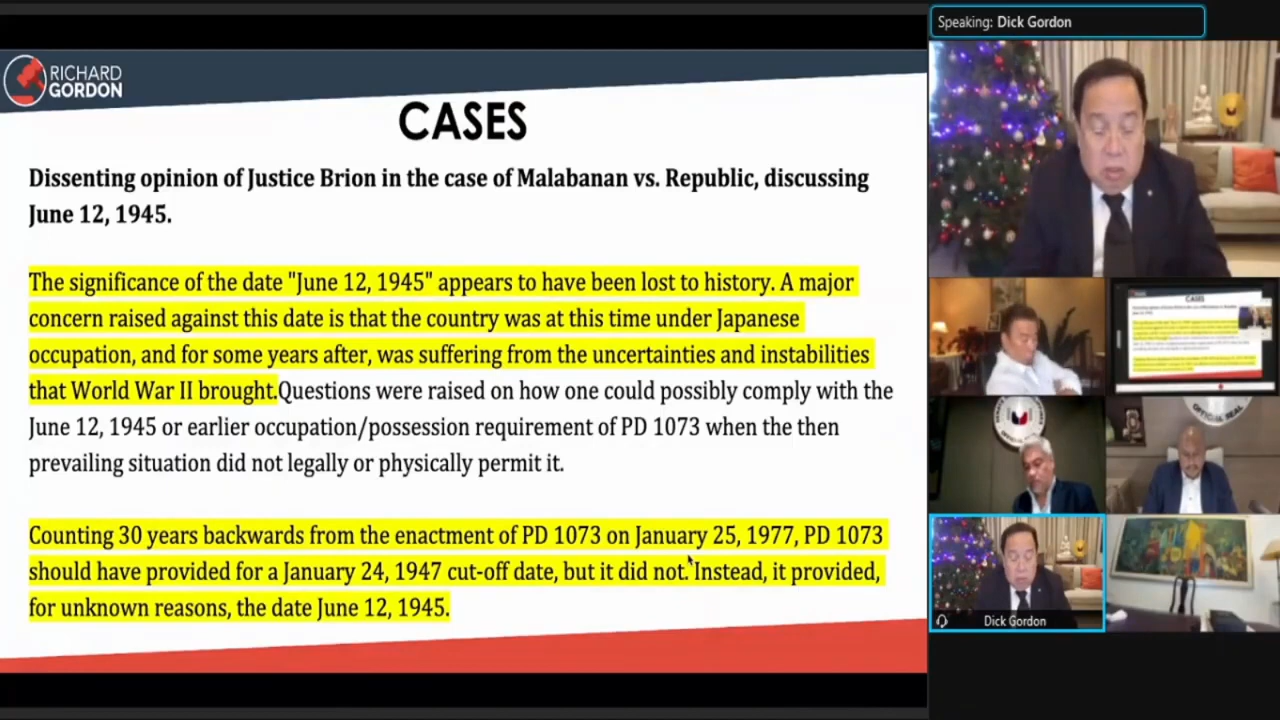 Speaking: Dick Gordon
RICHARD
GORDON
CASES
Dissenting opinion of Justice Brion in the case of Malabanan vs. Republic, discussing
June 12, 1945.
The significance of the date "June 12, 1945" appears to have been lost to history. A major
concern raised against this date is that the country was at this time under Japanese
occupation, and for some years after, was suffering from the uncertainties and instabilities
that World War II brought.Questions were raised on how one could possibly comply with the
June 12, 1945 or earlier occupation/possession requirement of PD 1073 when the then
prevailing situation did not legally or physically permit it.
Counting 30 years backwards from the enactment of PD 1073 on January 25, 1977, PD 1073
should have provided for a January 24, 1947 cut-off date, but it did not. Instead, it provided,
for unknown reasons, the date June 12, 1945.
CASES
OFFICIAL SEAL
Dick Gordon